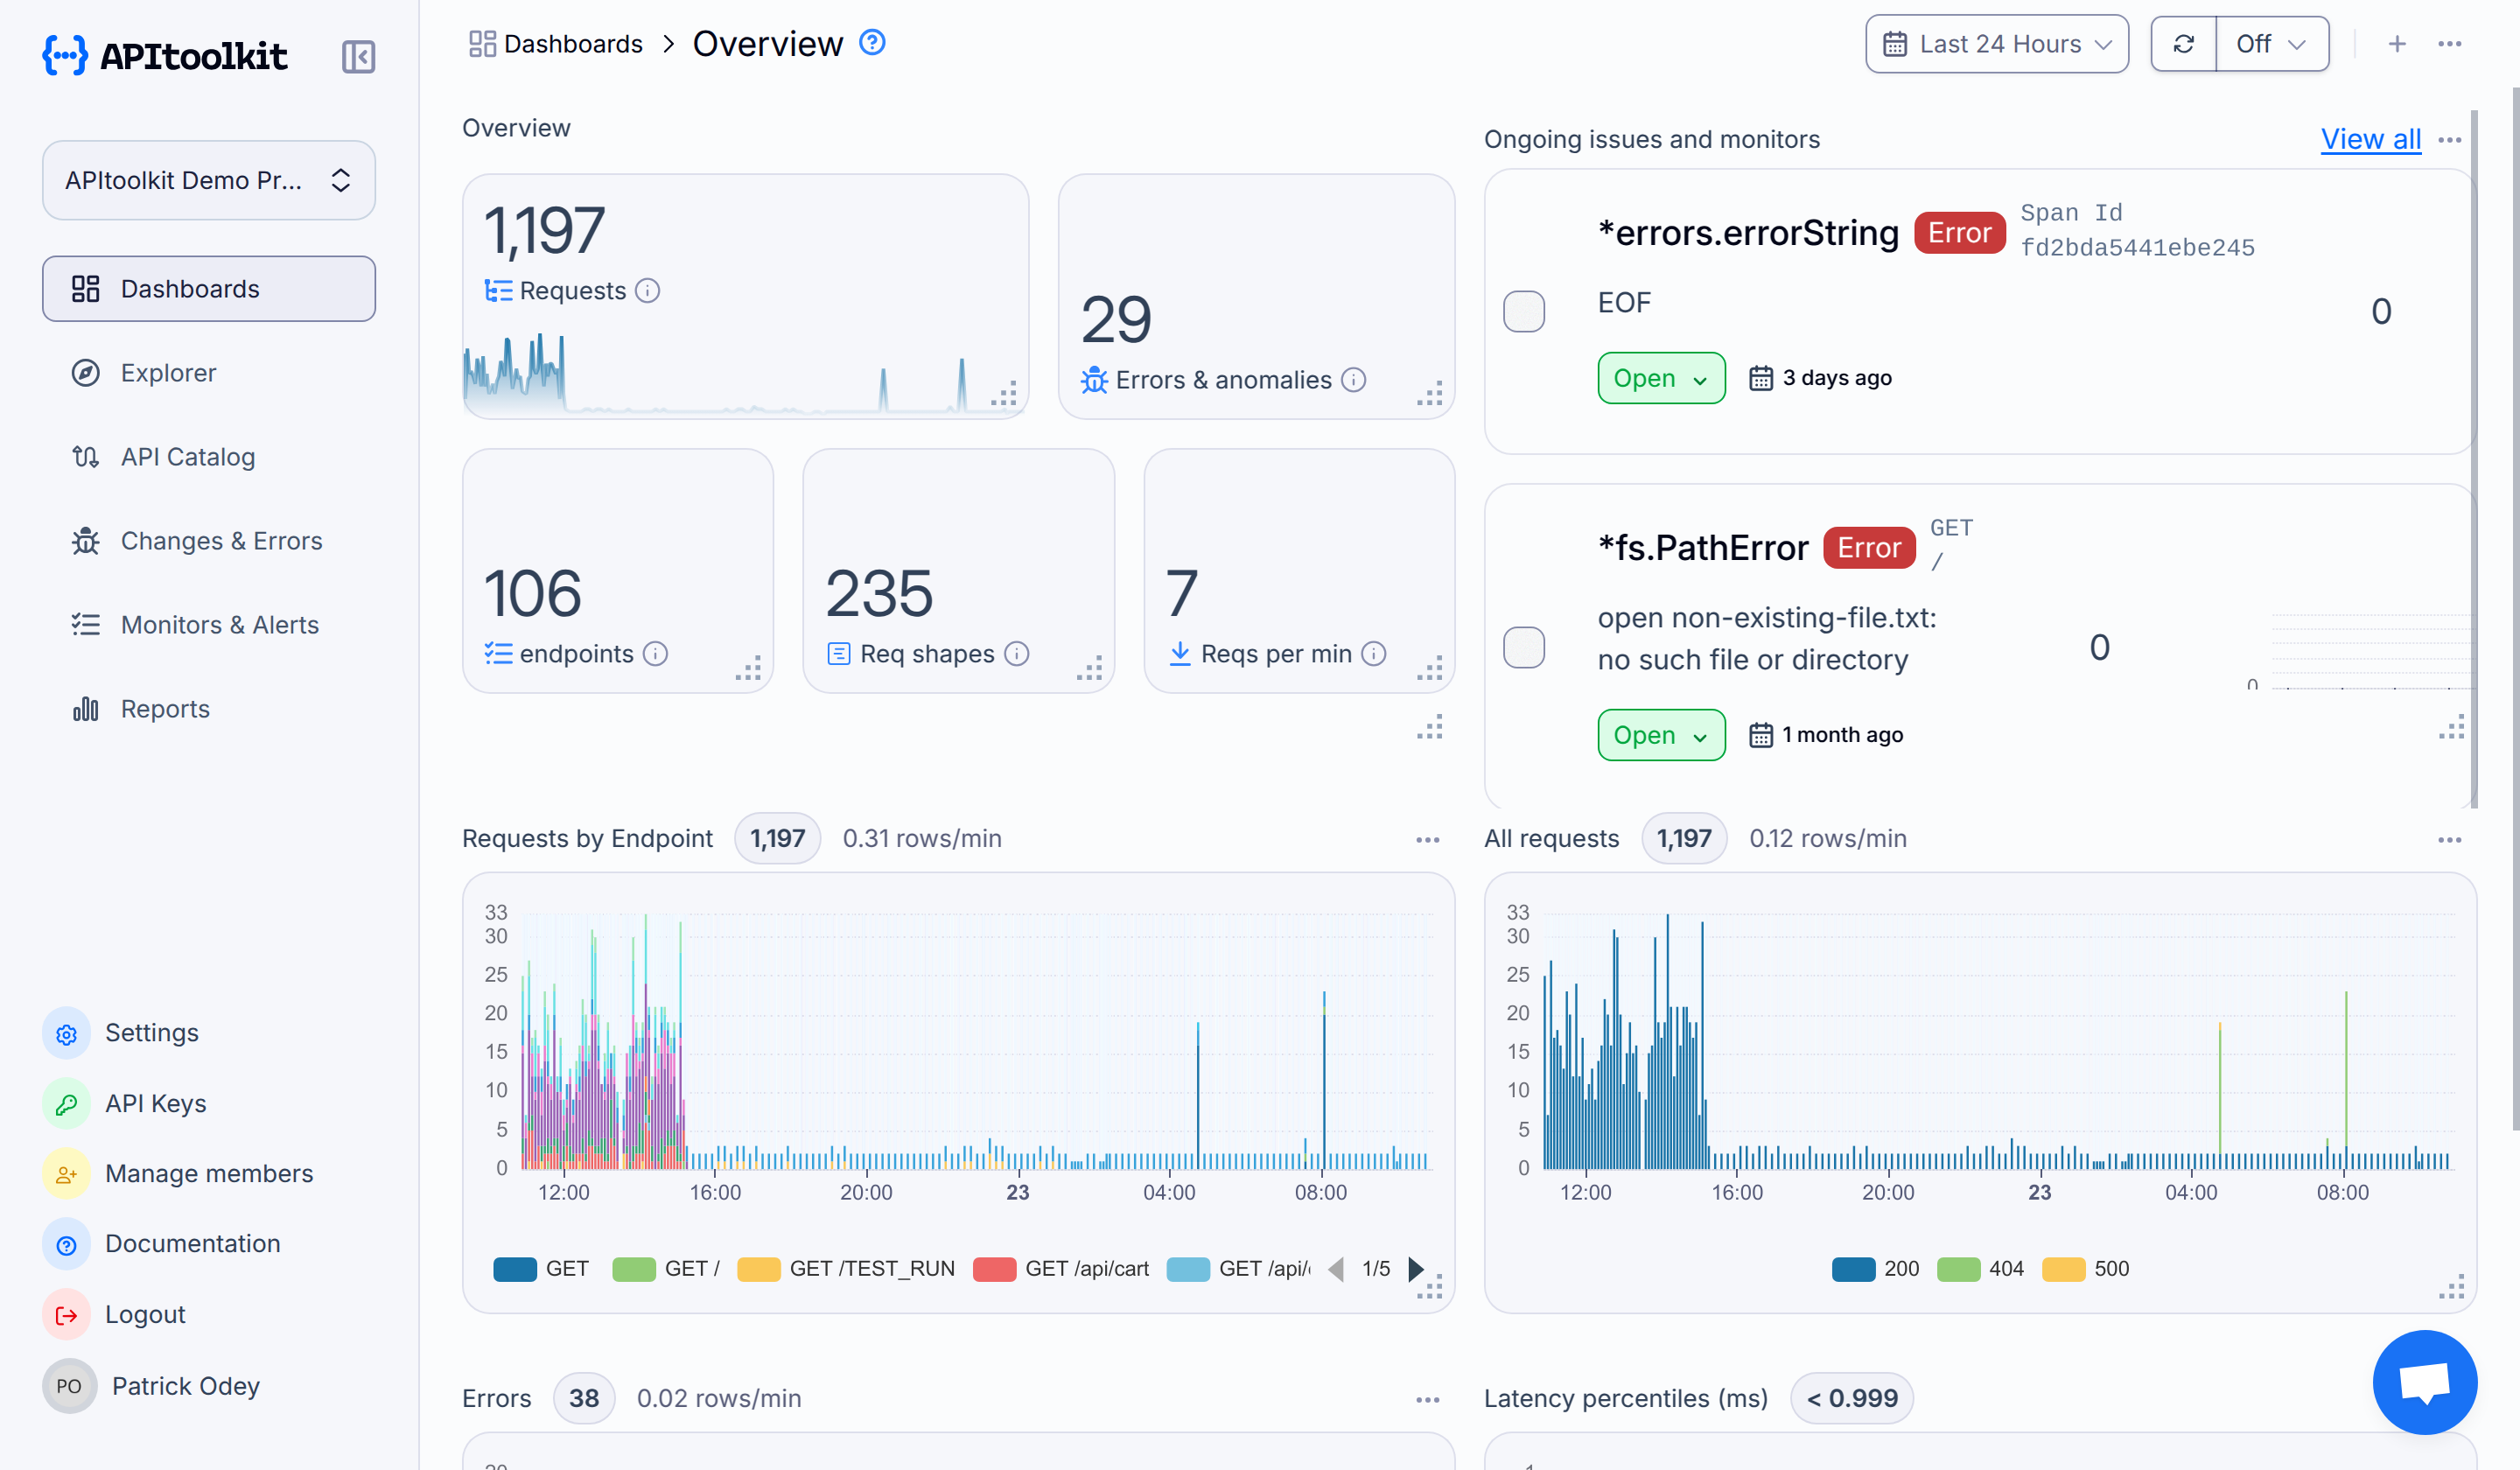 APItoolkit
APItoolkit Demo Pr...
Dashboards
Explorer
API Catalog
Changes & Errors
Monitors & Alerts
Reports
Settings
API Keys
Manage members
Documentation
Logout
PO Patrick Odey
Dashboards > Overview
Last 24 Hours
Off
Overview
1,197
Requests
29
Errors & anomalies
106
endpoints
235
Req shapes
7
Reqs per min
Ongoing issues and monitors View all
*errors.errorString Error Span Id
fd2bda5441ebe245
EOF
0
Open 3 days ago
*fs.PathError Error GET
/
open non-existing-file.txt:
no such file or directory
0
0
Open 1 month ago
Requests by Endpoint 1,197 0.31 rows/min
33
30
25
20
15
10
5
0
12:00 16:00 20:00 23 04:00 08:00
GET GET / GET /TEST_RUN GET /api/cart GET /api/ 1/5
All requests 1,197 0.12 rows/min
33
30
25
20
15
10
5
0
12:00 16:00 20:00 23 04:00 08:00
200 404 500
Errors 38 0.02 rows/min
Latency percentiles (ms) < 0.999